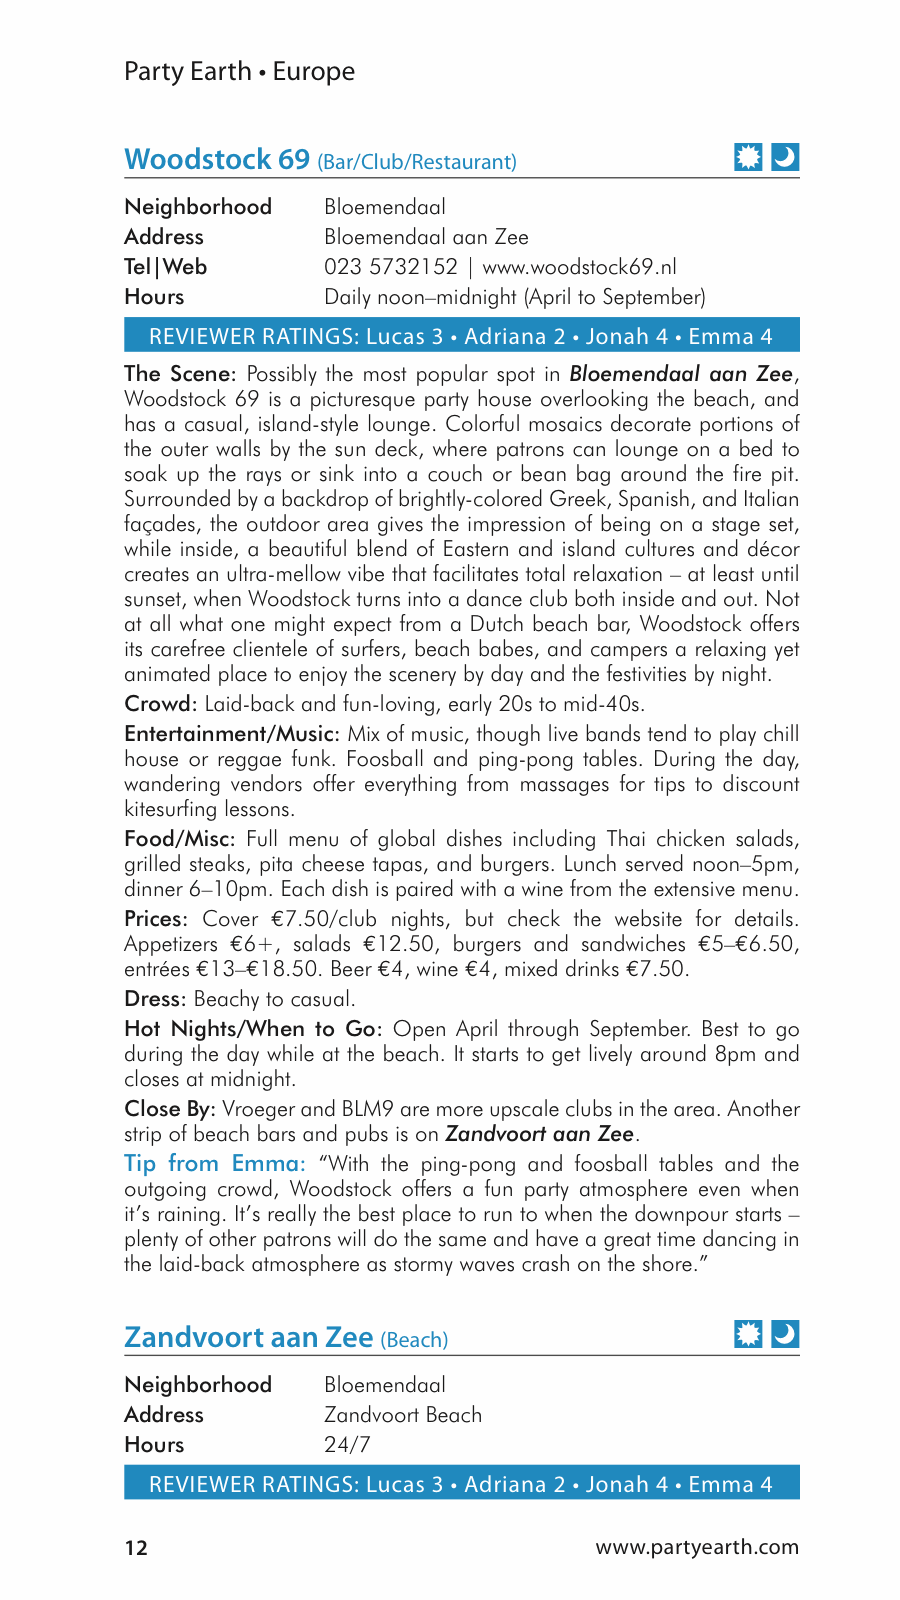 Party Earth • Europe
Woodstock 69 (Bar/Club/Restaurant)
Neighborhood Bloemendaal
Address Bloemendaal aan Zee
Tel|Web 023 5732152 | www.woodstock69.nl
Hours Daily noon–midnight (April to September)
REVIEWER RATINGS: Lucas 3 • Adriana 2 • Jonah 4 • Emma 4
The Scene: Possibly the most popular spot in Bloemendaal aan Zee,
Woodstock 69 is a picturesque party house overlooking the beach, and
has a casual, island-style lounge. Colorful mosaics decorate portions of
the outer walls by the sun deck, where patrons can lounge on a bed to
soak up the rays or sink into a couch or bean bag around the fire pit.
Surrounded by a backdrop of brightly-colored Greek, Spanish, and Italian
façades, the outdoor area gives the impression of being on a stage set,
while inside, a beautiful blend of Eastern and island cultures and décor
creates an ultra-mellow vibe that facilitates total relaxation – at least until
sunset, when Woodstock turns into a dance club both inside and out. Not
at all what one might expect from a Dutch beach bar, Woodstock offers
its carefree clientele of surfers, beach babes, and campers a relaxing yet
animated place to enjoy the scenery by day and the festivities by night.
Crowd: Laid-back and fun-loving, early 20s to mid-40s.
Entertainment/Music: Mix of music, though live bands tend to play chill
house or reggae funk. Foosball and ping-pong tables. During the day,
wandering vendors offer everything from massages for tips to discount
kitesurfing lessons.
Food/Misc: Full menu of global dishes including Thai chicken salads,
grilled steaks, pita cheese tapas, and burgers. Lunch served noon–5pm,
dinner 6–10pm. Each dish is paired with a wine from the extensive menu.
Prices: Cover €7.50/club nights, but check the website for details.
Appetizers €6+, salads €12.50, burgers and sandwiches €5–€6.50,
entrées €13–€18.50. Beer €4, wine €4, mixed drinks €7.50.
Dress: Beachy to casual.
Hot Nights/When to Go: Open April through September. Best to go
during the day while at the beach. It starts to get lively around 8pm and
closes at midnight.
Close By: Vroeger and BLM9 are more upscale clubs in the area. Another
strip of beach bars and pubs is on Zandvoort aan Zee.
Tip from Emma: “With the ping-pong and foosball tables and the
outgoing crowd, Woodstock offers a fun party atmosphere even when
it’s raining. It’s really the best place to run to when the downpour starts –
plenty of other patrons will do the same and have a great time dancing in
the laid-back atmosphere as stormy waves crash on the shore.”
Zandvoort aan Zee (Beach)
Neighborhood Bloemendaal
Address Zandvoort Beach
Hours 24/7
REVIEWER RATINGS: Lucas 3 • Adriana 2 • Jonah 4 • Emma 4
12 www.partyearth.com